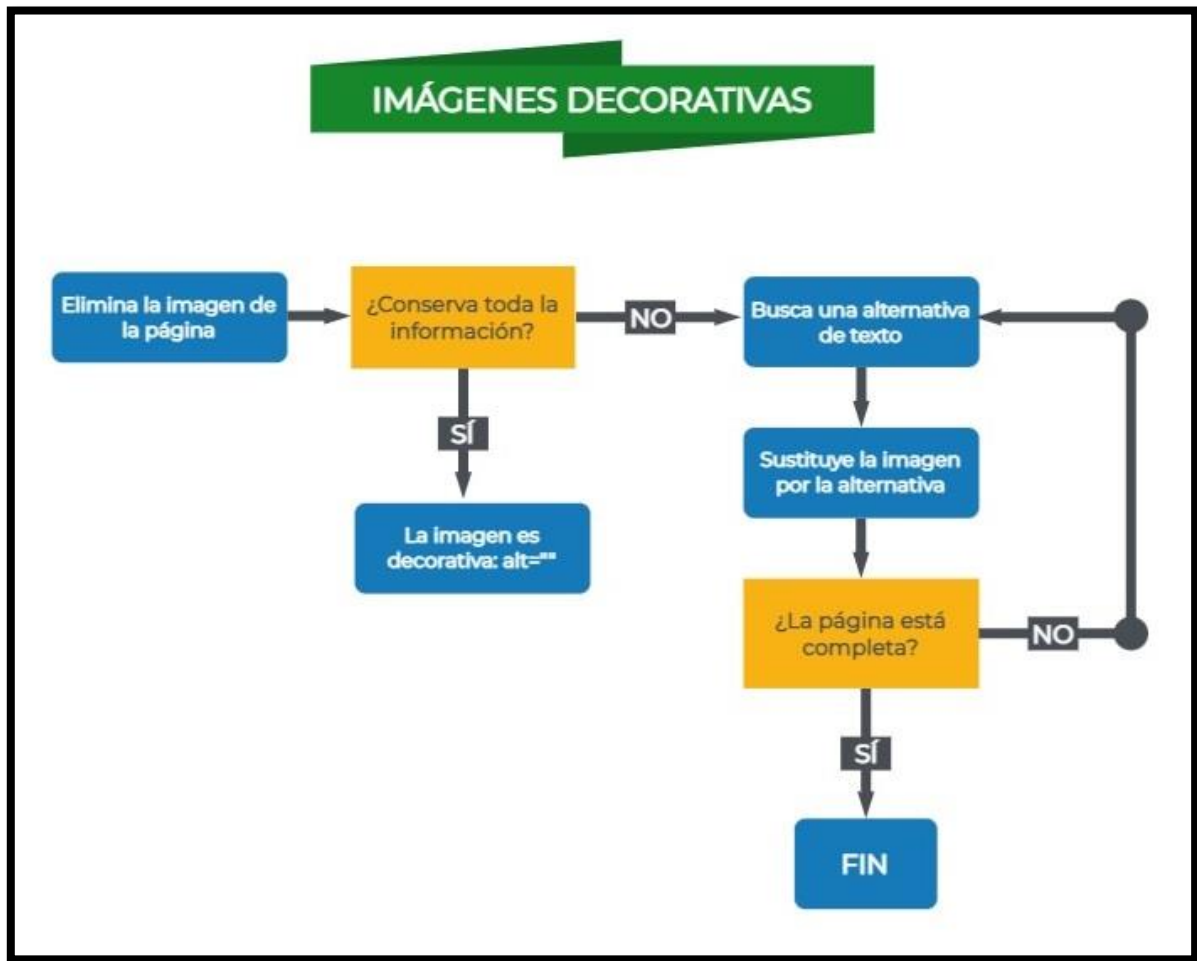 IMÁGENES DECORATIVAS
Elimina la imagen de
la página
¿Conserva toda la
información?
NO
Busca una alternativa
de texto
SÍ
Sustituye la imagen
por la alternativa
La imagen es
decorativa: alt=""
¿La página está
completa?
NO
SÍ
FIN